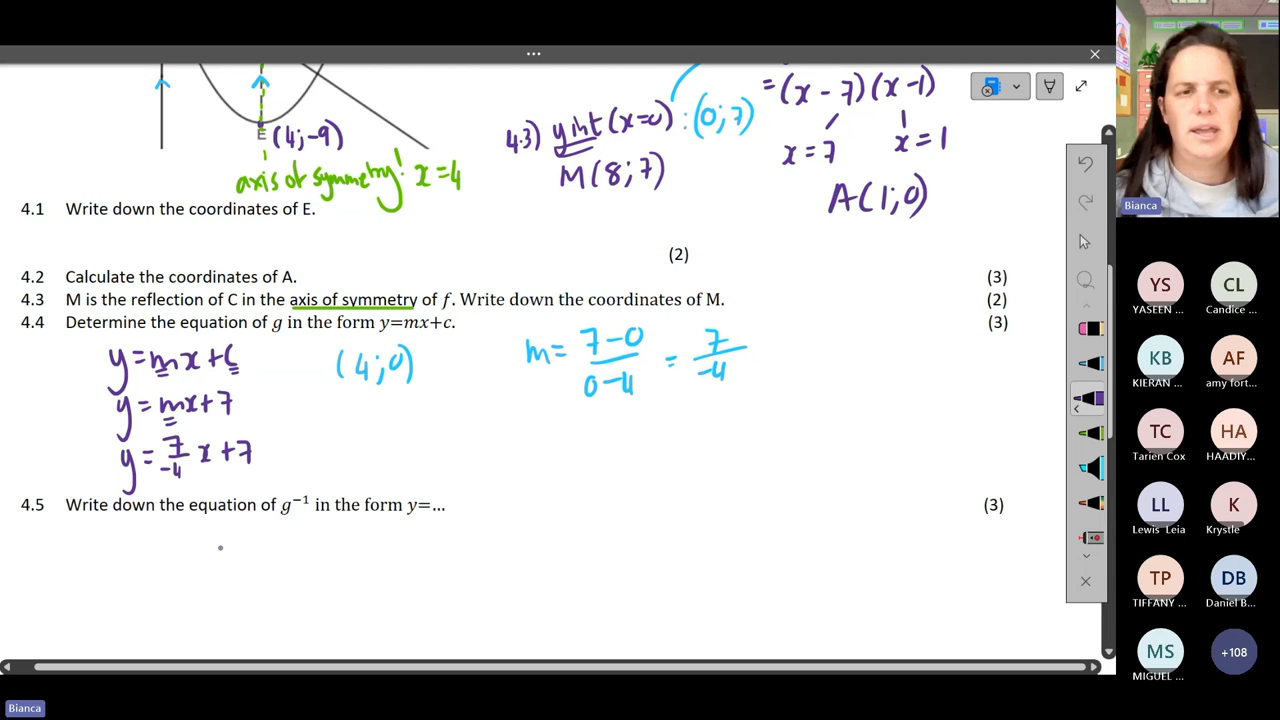 = (x-7)(x-1)
x=7 x=1
A(1;0)
4.3) y int (x=0) : (0;7)
M(8;7)
E (4;-9)
axis of symmetry! x=4
4.1 Write down the coordinates of E.
(2)
4.2 Calculate the coordinates of A. (3)
4.3 M is the reflection of C in the axis of symmetry of f. Write down the coordinates of M. (2)
4.4 Determine the equation of g in the form y=mx+c. (3)
y=mx+c (4;0) m= 7-0 / 0-4 = 7/-4
y=mx+7
y= 7/-4 x+7
4.5 Write down the equation of g⁻¹ in the form y=... (3)
Bianca
YS CL
YASEEN ... Candice ...
KB AF
KIERAN ... amy fort...
TC HA
Tarien Cox HAADIY...
LL K
Lewis Leia Krystle
TP DB
TIFFANY ... Daniel B...
MS +108
MIGUEL ...
Bianca